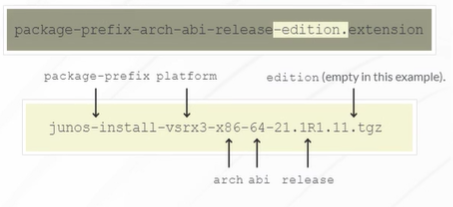 package-prefix-arch-abi-release-edition.extension
package-prefix platform edition (empty in this example).
junos-install-vsrx3-x86-64-21.1R1.11.tgz
arch abi release